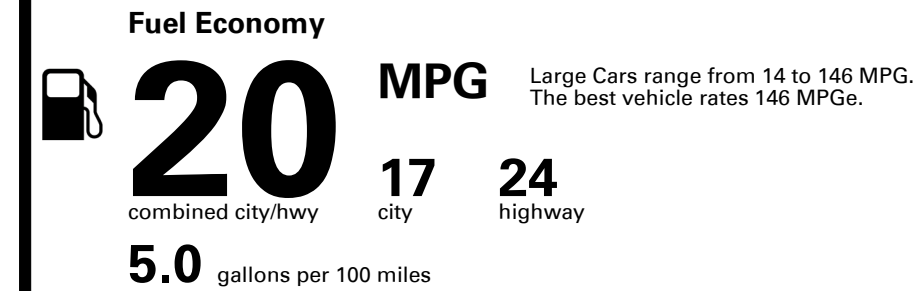 Fuel Economy
20
MPG
Large Cars range from 14 to 146 MPG.
The best vehicle rates 146 MPGe.
combined city/hwy
17
city
24
highway
5.0 gallons per 100 miles